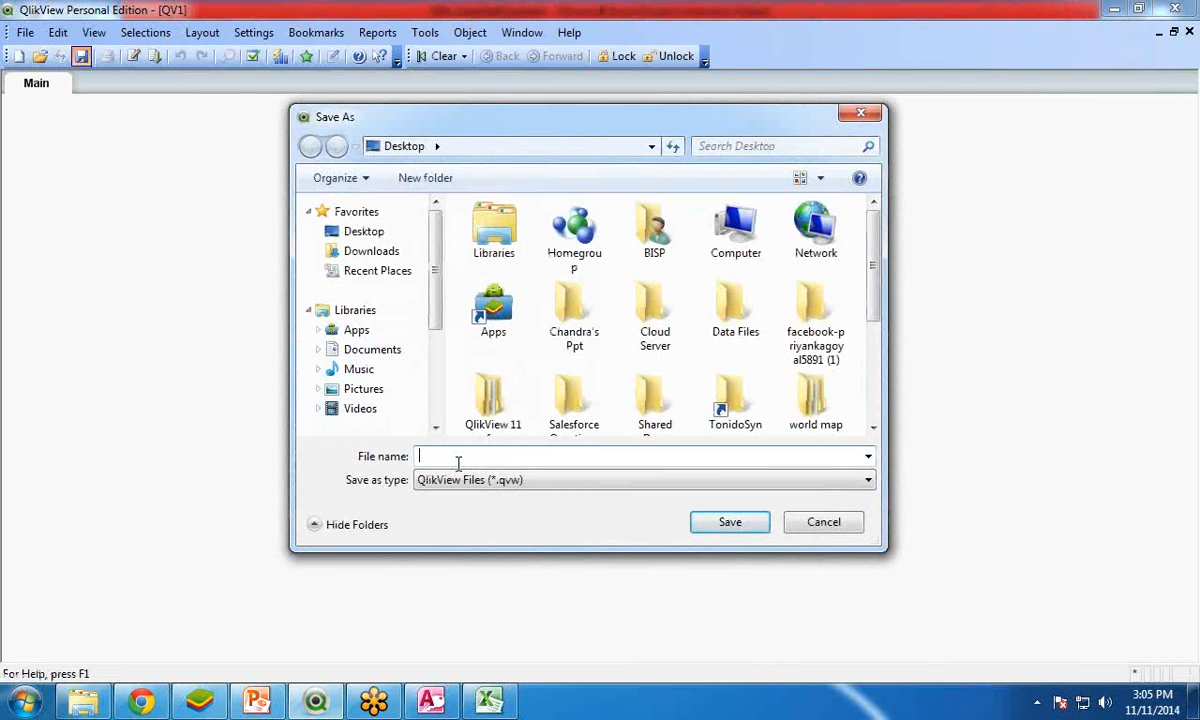 QlikView Personal Edition - [QV1]
File Edit View Selections Layout Settings Bookmarks Reports Tools Object Window Help
Clear Back Forward Lock Unlock
Main
Save As
Desktop
Search Desktop
Organize New folder
Favorites
Desktop
Downloads
Recent Places
Libraries
Apps
Documents
Music
Pictures
Videos
Libraries
Homegrou
p
BISP
Computer
Network
Apps
Chandra's
Ppt
Cloud
Server
Data Files
facebook-p
riyankagoy
al5891 (1)
QlikView 11
Salesforce
Shared
TonidoSyn
world map
File name:
Save as type: QlikView Files (*.qvw)
Hide Folders
Save
Cancel
For Help, press F1
3:05 PM
11/11/2014